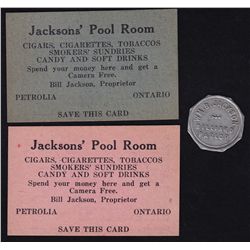 Jacksons' Pool Room
CIGARS, CIGARETTES, TOBACCOS
SMOKERS' SUNDRIES
CANDY AND SOFT DRINKS
Spend your money here and get a
Camera Free.
Bill Jackson, Proprietor
PETROLIA ONTARIO
SAVE THIS CARD
Jacksons' Pool Room
CIGARS, CIGARETTES, TOBACCOS
SMOKERS' SUNDRIES
CANDY AND SOFT DRINKS
Spend your money here and get a
Camera Free.
Bill Jackson, Proprietor
PETROLIA ONTARIO
SAVE THIS CARD
JACKSON